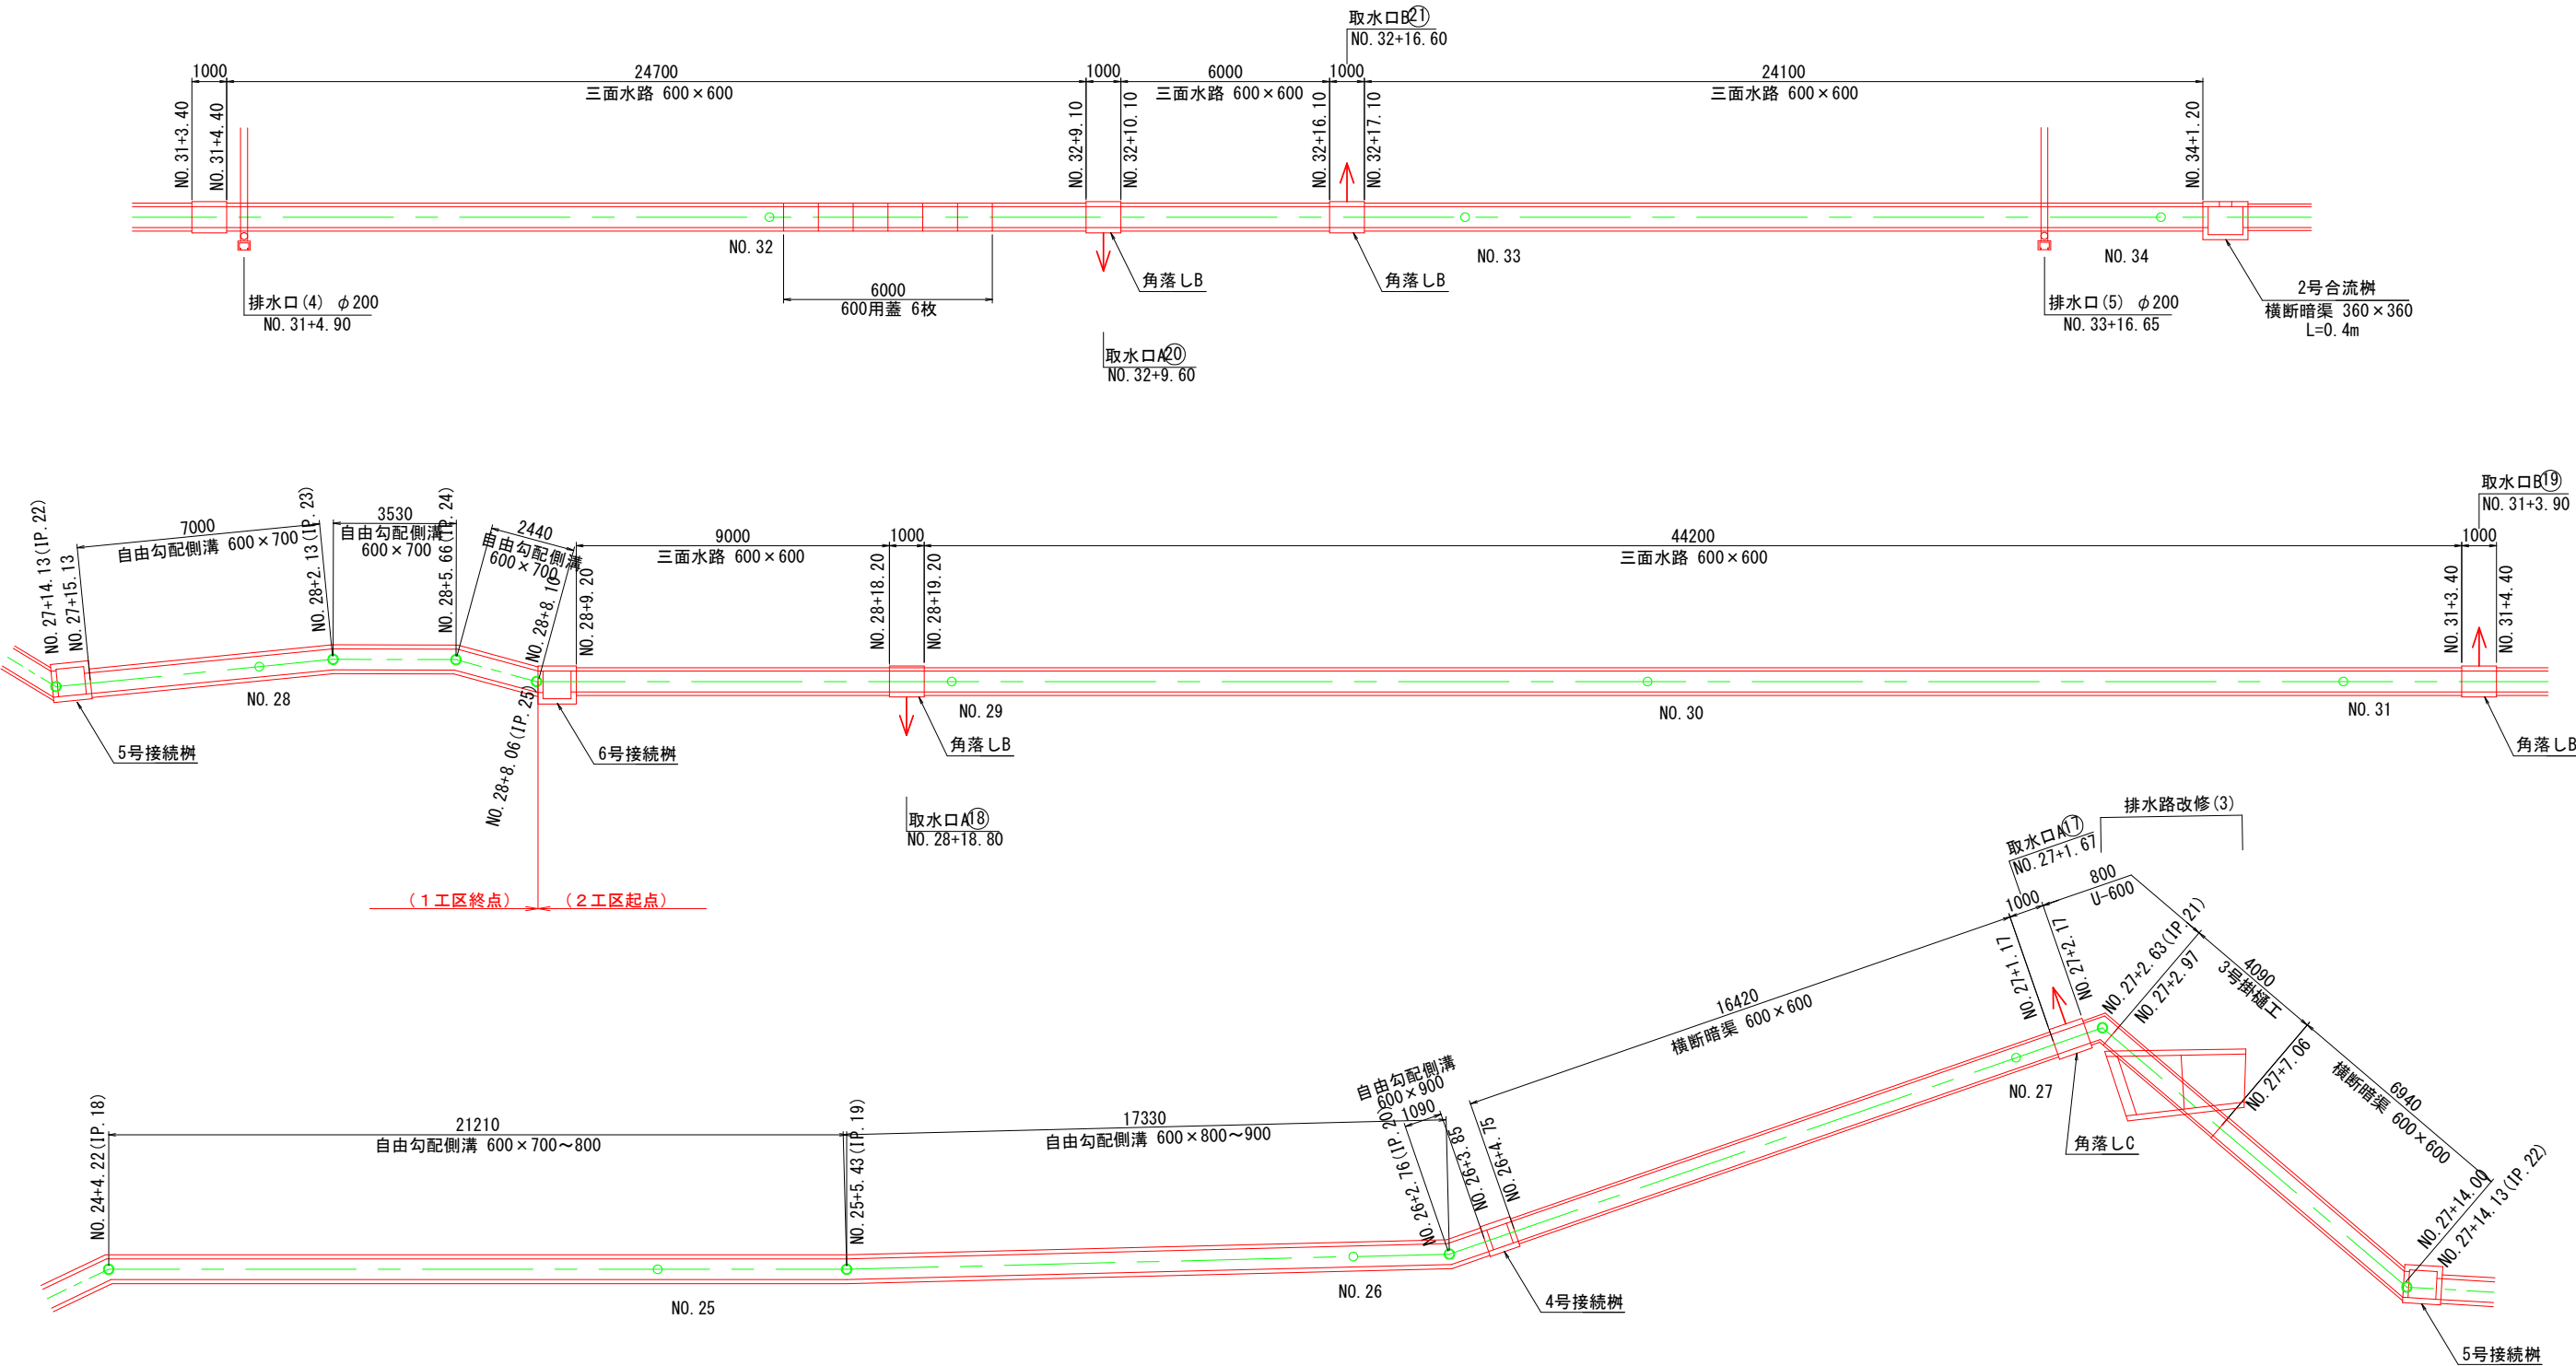 取水口B㉑
NO.32+16.60
1000
24700
1000
6000
1000
24100
三面水路 600×600
三面水路 600×600
三面水路 600×600
NO.31+3.40
NO.31+4.40
NO.32+9.10
NO.32+10.10
NO.32+16.10
NO.32+17.10
NO.34+1.20
NO.32
NO.33
NO.34
角落しB
角落しB
6000
600用蓋 6枚
排水口(4) φ200
NO.31+4.90
排水口(5) φ200
NO.33+16.65
2号合流桝
横断暗渠 360×360
L=0.4m
取水口A⑳
NO.32+9.60
取水口B⑲
NO.31+3.90
7000
自由勾配側溝 600×700
3530
自由勾配側溝
600×700
2440
自由勾配側溝
600×700
9000
三面水路 600×600
1000
44200
三面水路 600×600
1000
NO.27+14.13(IP.22)
NO.27+15.13
NO.28+2.13(IP.23)
NO.28+5.66(IP.24)
NO.28+8.10
NO.28+9.20
NO.28+18.20
NO.28+19.20
NO.31+3.40
NO.31+4.40
NO.28
NO.28+8.06(IP.25)
NO.29
NO.30
NO.31
5号接続桝
6号接続桝
角落しB
角落しB
取水口A⑱
NO.28+18.80
(1工区終点)
(2工区起点)
排水路改修(3)
取水口A⑰
NO.27+1.67
1000
800
U-600
16420
横断暗渠 600×600
NO.27+1.17
NO.27+2.17
NO.27+2.63(IP.21)
NO.27+2.97
4090
3号掛樋工
NO.27+7.06
6940
横断暗渠 600×600
NO.27+14.00
NO.27+14.13(IP.22)
自由勾配側溝
600×900
1090
21210
自由勾配側溝 600×700～800
17330
自由勾配側溝 600×800～900
NO.24+4.22(IP.18)
NO.25+5.43(IP.19)
NO.26+2.76(IP.20)
NO.26+3.85
NO.26+4.75
NO.25
NO.26
NO.27
角落しC
4号接続桝
5号接続桝